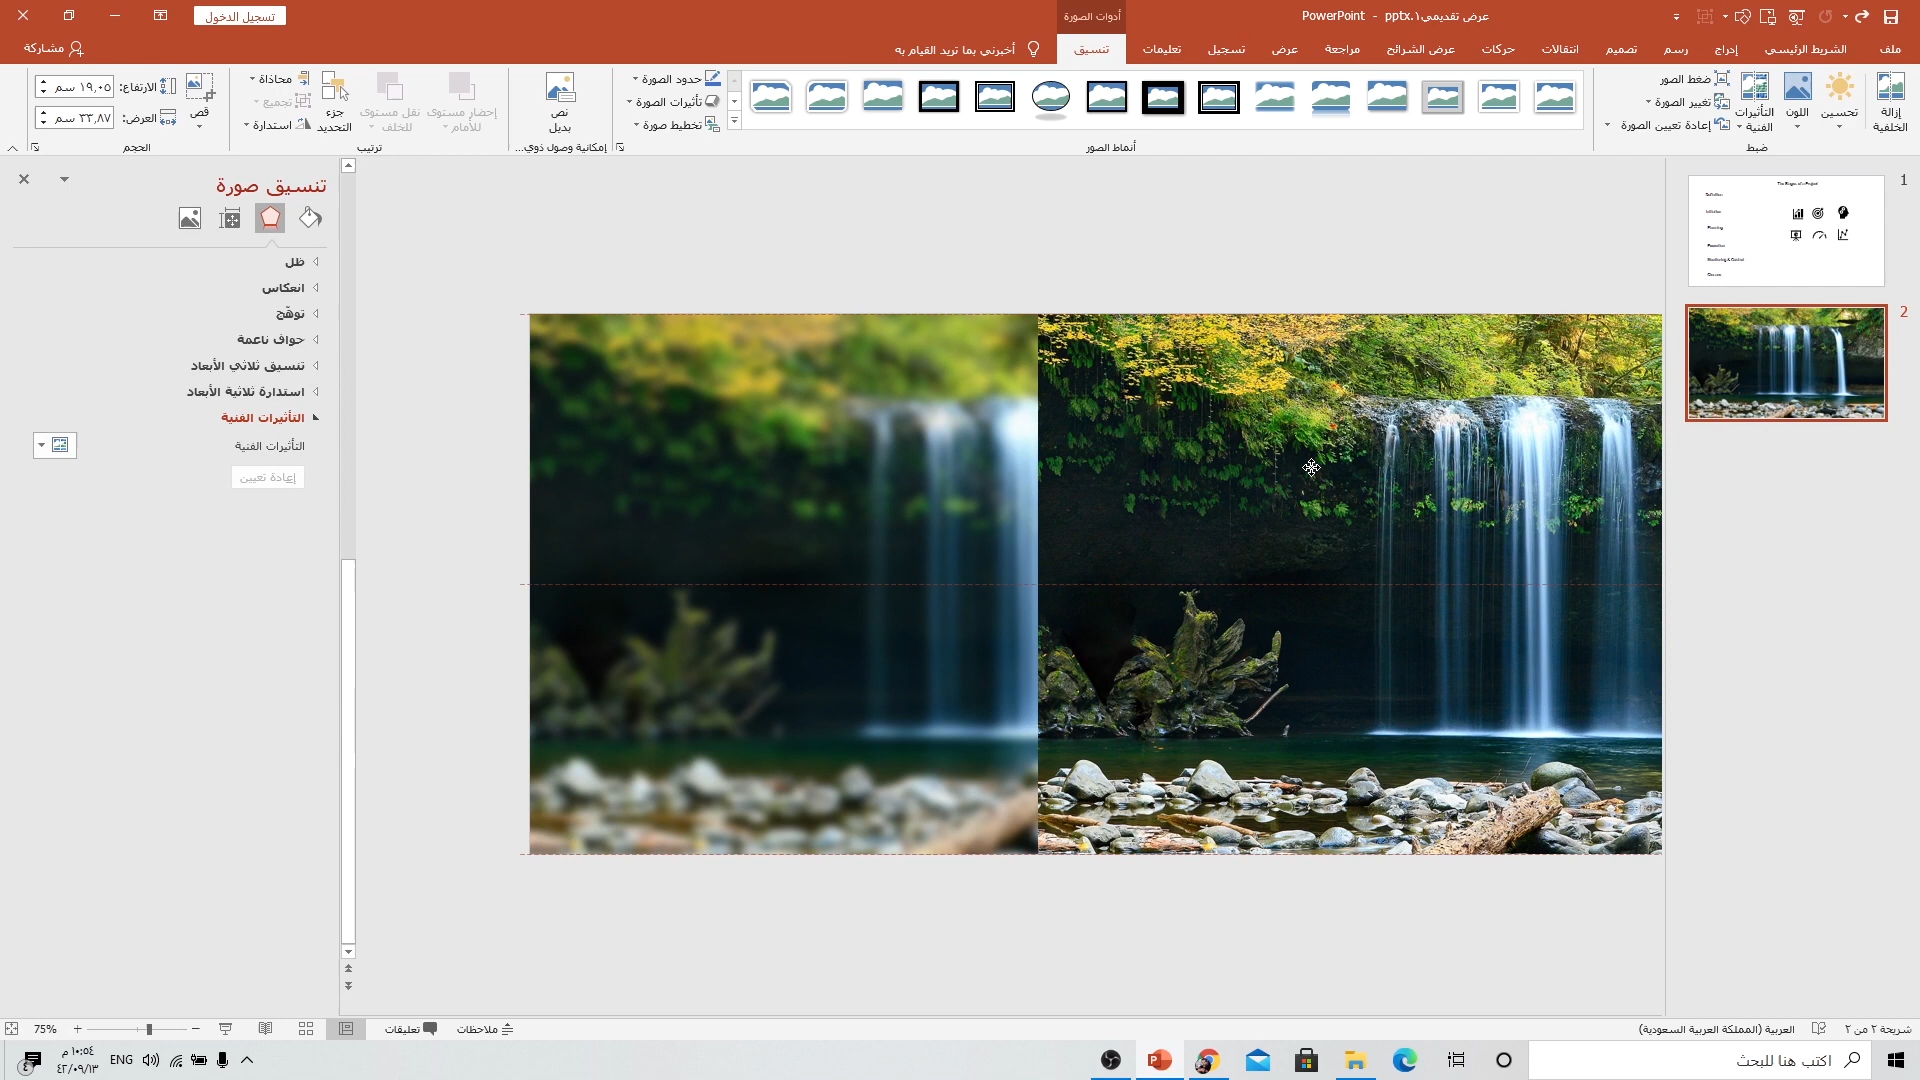 عرض تقديمي١.pptx - PowerPoint
أدوات الصورة
تسجيل الدخول
ملف
الشريط الرئيسي
إدراج
رسم
تصميم
انتقالات
حركات
عرض الشرائح
مراجعة
عرض
تسجيل
تعليمات
تنسيق
أخبرني بما تريد القيام به
مشاركة
إزالة الخلفية
تحسين
اللون
التأثيرات الفنية
ضغط الصور
تغيير الصورة
إعادة تعيين الصورة
ضبط
أنماط الصور
حدود الصورة
تأثيرات الصورة
تخطيط صورة
نص بديل
إمكانية وصول ذوي...
إحضار مستوى للأمام
نقل مستوى للخلف
جزء التحديد
محاذاة
تجميع
استدارة
ترتيب
قص
الارتفاع: ١٩,٠٥ سم
العرض: ٣٣,٨٧ سم
الحجم
تنسيق صورة
ظل
انعكاس
توهّج
حواف ناعمة
تنسيق ثلاثي الأبعاد
استدارة ثلاثية الأبعاد
التأثيرات الفنية
التأثيرات الفنية
إعادة تعيين
1
Planning
Monitoring & Control
2
شريحة ٢ من ٢
العربية (المملكة العربية السعودية)
ملاحظات
تعليقات
75%
اكتب هنا للبحث
ENG
١٠:٥٤ م
٤٢/٠٩/١٣
٤